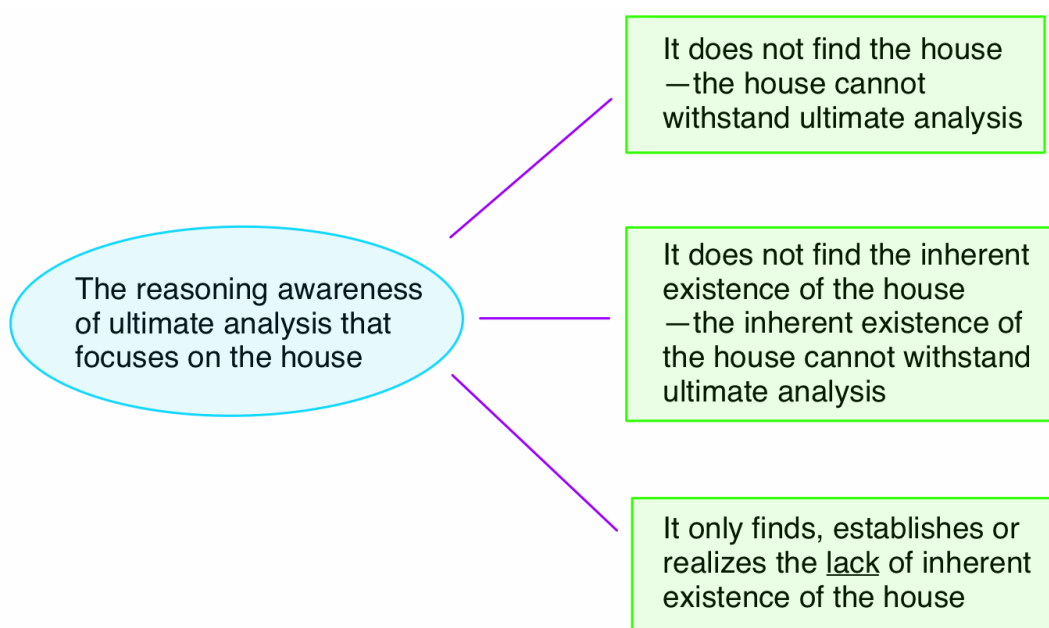 It does not find the house
—the house cannot
withstand ultimate analysis
The reasoning awareness
of ultimate analysis that
focuses on the house
It does not find the inherent
existence of the house
—the inherent existence of
the house cannot withstand
ultimate analysis
It only finds, establishes or
realizes the lack of inherent
existence of the house